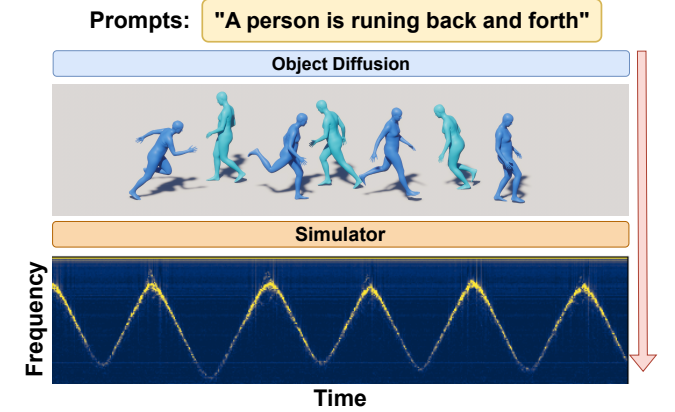 Prompts: "A person is runing back and forth"
Object Diffusion
Simulator
Frequency
Time